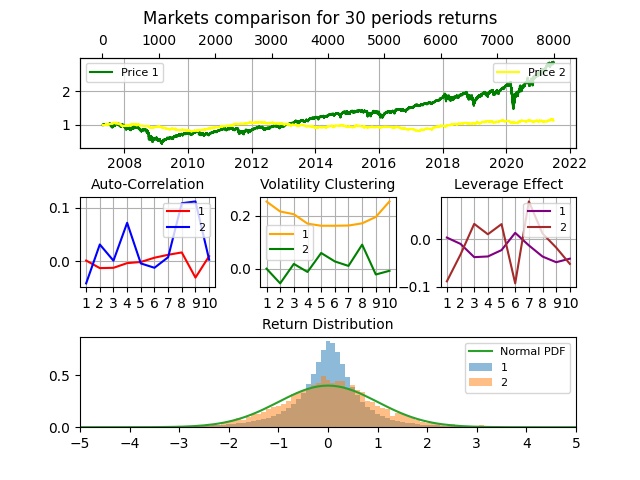 Markets comparison for 30 periods returns
0 1000 2000 3000 4000 5000 6000 7000 8000
Price 1
Price 2
2
1
2008 2010 2012 2014 2016 2018 2020 2022
Auto-Correlation
Volatility Clustering
Leverage Effect
0.1
0.0
1
2
1 2 3 4 5 6 7 8 9 10
0.2
0.0
1
2
1 2 3 4 5 6 7 8 9 10
0.0
−0.1
1
2
1 2 3 4 5 6 7 8 9 10
Return Distribution
0.5
0.0
Normal PDF
1
2
−5 −4 −3 −2 −1 0 1 2 3 4 5